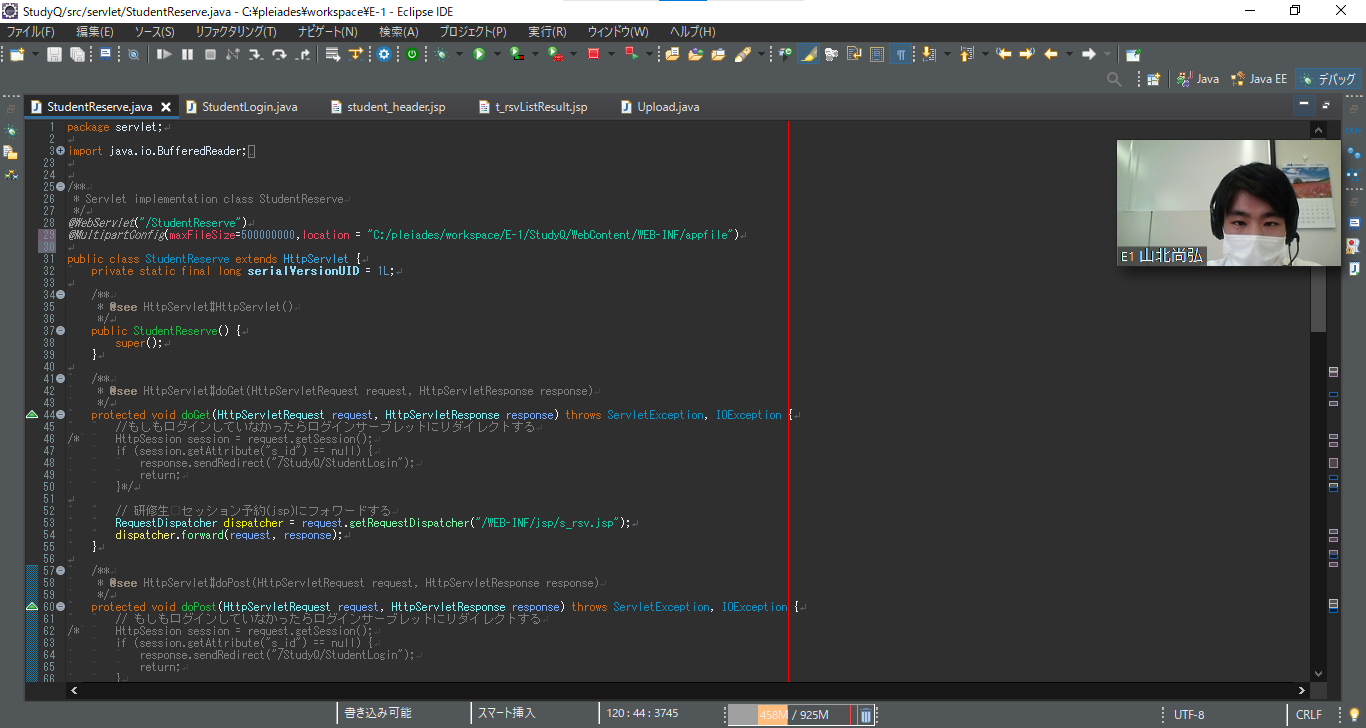 StudyQ/src/servlet/StudentReserve.java - C:¥pleiades¥workspace¥E-1 - Eclipse IDE
ファイル(F) 編集(E) ソース(S) リファクタリング(T) ナビゲート(N) 検索(A) プロジェクト(P) 実行(R) ウィンドウ(W) ヘルプ(H)
Java Java EE デバッグ
StudentReserve.java StudentLogin.java student_header.jsp t_rsvListResult.jsp Upload.java
1 package servlet;
2
3 import java.io.BufferedReader;
23
24
25 /**
26 * Servlet implementation class StudentReserve
27 */
28 @WebServlet("/StudentReserve")
29 @MultipartConfig(maxFileSize=500000000,location = "C:/pleiades/workspace/E-1/StudyQ/WebContent/WEB-INF/appfile")
30
31 public class StudentReserve extends HttpServlet {
32 private static final long serialVersionUID = 1L;
33
34 /**
35 * @see HttpServlet#HttpServlet()
36 */
37 public StudentReserve() {
38 super();
39 }
40
41 /**
42 * @see HttpServlet#doGet(HttpServletRequest request, HttpServletResponse response)
43 */
44 protected void doGet(HttpServletRequest request, HttpServletResponse response) throws ServletException, IOException {
45 //もしもログインしていなかったらログインサーブレットにリダイレクトする
46 /* HttpSession session = request.getSession();
47 if (session.getAttribute("s_id") == null) {
48 response.sendRedirect("/StudyQ/StudentLogin");
49 return;
50 }*/
51
52 // 研修生 セッション予約(jsp)にフォワードする
53 RequestDispatcher dispatcher = request.getRequestDispatcher("/WEB-INF/jsp/s_rsv.jsp");
54 dispatcher.forward(request, response);
55 }
56
57 /**
58 * @see HttpServlet#doPost(HttpServletRequest request, HttpServletResponse response)
59 */
60 protected void doPost(HttpServletRequest request, HttpServletResponse response) throws ServletException, IOException {
61 // もしもログインしていなかったらログインサーブレットにリダイレクトする
62 /* HttpSession session = request.getSession();
63 if (session.getAttribute("s_id") == null) {
64 response.sendRedirect("/StudyQ/StudentLogin");
65 return;
66 }
E1 山北尚弘
書き込み可能 スマート挿入 120 : 44 : 3745 458M / 925M UTF-8 CRLF